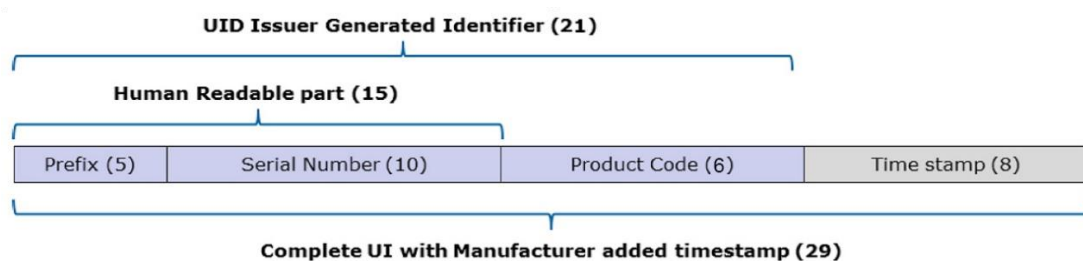 UID Issuer Generated Identifier (21)
Human Readable part (15)
Prefix (5) Serial Number (10) Product Code (6) Time stamp (8)
Complete UI with Manufacturer added timestamp (29)